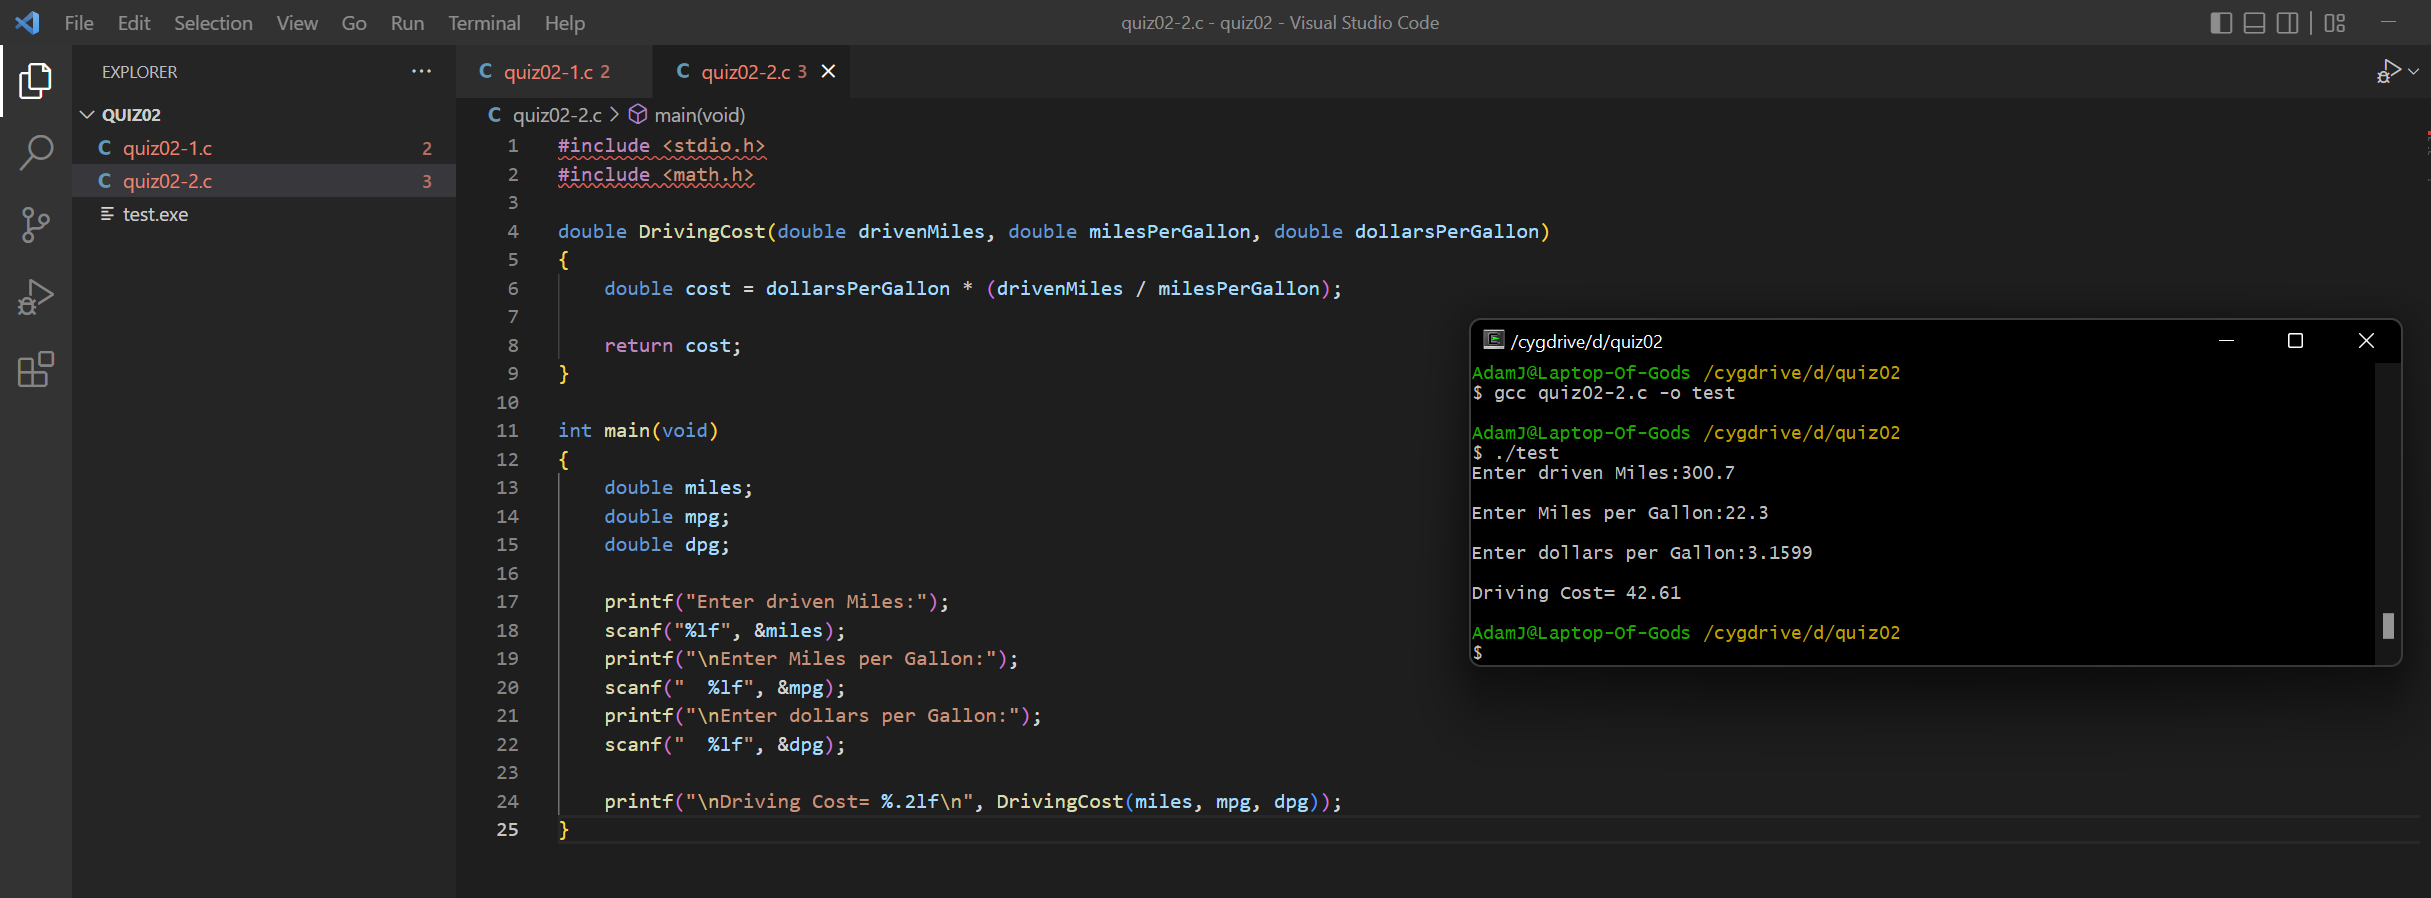 File Edit Selection View Go Run Terminal Help
quiz02-2.c - quiz02 - Visual Studio Code
EXPLORER
QUIZ02
quiz02-1.c 2
quiz02-2.c 3
test.exe
C quiz02-1.c 2
C quiz02-2.c 3
C quiz02-2.c > main(void)
1 #include <stdio.h>
2 #include <math.h>
3
4 double DrivingCost(double drivenMiles, double milesPerGallon, double dollarsPerGallon)
5 {
6     double cost = dollarsPerGallon * (drivenMiles / milesPerGallon);
7
8     return cost;
9 }
10
11 int main(void)
12 {
13     double miles;
14     double mpg;
15     double dpg;
16
17     printf("Enter driven Miles:");
18     scanf("%lf", &miles);
19     printf("\nEnter Miles per Gallon:");
20     scanf("  %lf", &mpg);
21     printf("\nEnter dollars per Gallon:");
22     scanf("  %lf", &dpg);
23
24     printf("\nDriving Cost= %.2lf\n", DrivingCost(miles, mpg, dpg));
25 }
/cygdrive/d/quiz02
AdamJ@Laptop-Of-Gods /cygdrive/d/quiz02
$ gcc quiz02-2.c -o test
AdamJ@Laptop-Of-Gods /cygdrive/d/quiz02
$ ./test
Enter driven Miles:300.7
Enter Miles per Gallon:22.3
Enter dollars per Gallon:3.1599
Driving Cost= 42.61
AdamJ@Laptop-Of-Gods /cygdrive/d/quiz02
$